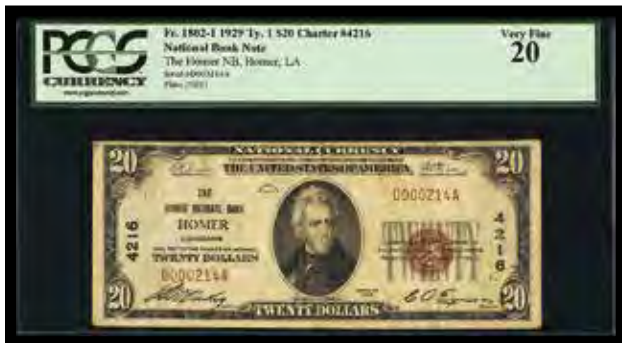 PCGS
CURRENCY
Fr. 1802-1 1929 Ty. 1 $20 Charter #4216
National Bank Note
The Homer NB, Homer, LA
Very Fine
20
NATIONAL CURRENCY
20 THE UNITED STATES OF AMERICA 20
THE
D000214A
HOMER
4216
4216
TWENTY DOLLARS
D000214A
20 TWENTY DOLLARS 20